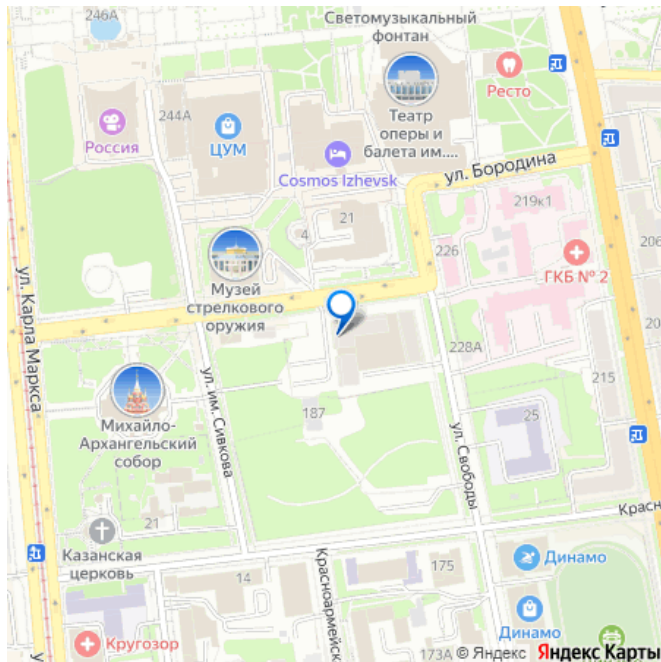 246А
Светомузыкальный
фонтан
Ресто
Театр
оперы и
балета им....
244А
Россия
ЦУМ
Cosmos Izhevsk
ул. Бородина
219к1
21
4
226
206
ГКБ № 2
Музей
стрелкового
оружия
ул. Карла Маркса
228А
215
Михайло-
Архангельский
собор
ул. им. Сивкова
187
25
ул. Свободы
21
Казанская
церковь
Красн
14
Красноармейск
175
Динамо
Динамо
Кругозор
173А
© Яндекс Яндекс Карты